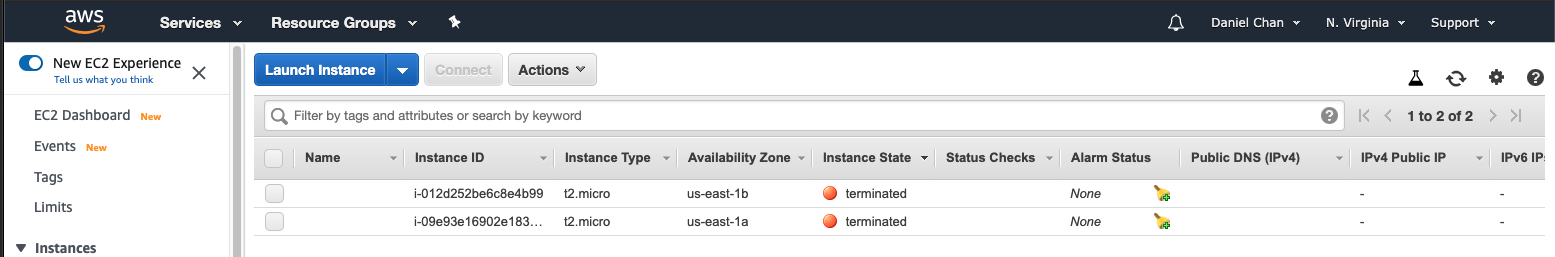 aws Services Resource Groups Daniel Chan N. Virginia Support
New EC2 Experience
Tell us what you think
EC2 Dashboard New
Events New
Tags
Limits
Instances
Launch Instance Connect Actions
Filter by tags and attributes or search by keyword 1 to 2 of 2
Name Instance ID Instance Type Availability Zone Instance State Status Checks Alarm Status Public DNS (IPv4) IPv4 Public IP IPv6 IPs
i-012d252be6c8e4b99 t2.micro us-east-1b terminated None - -
i-09e93e16902e183... t2.micro us-east-1a terminated None - -